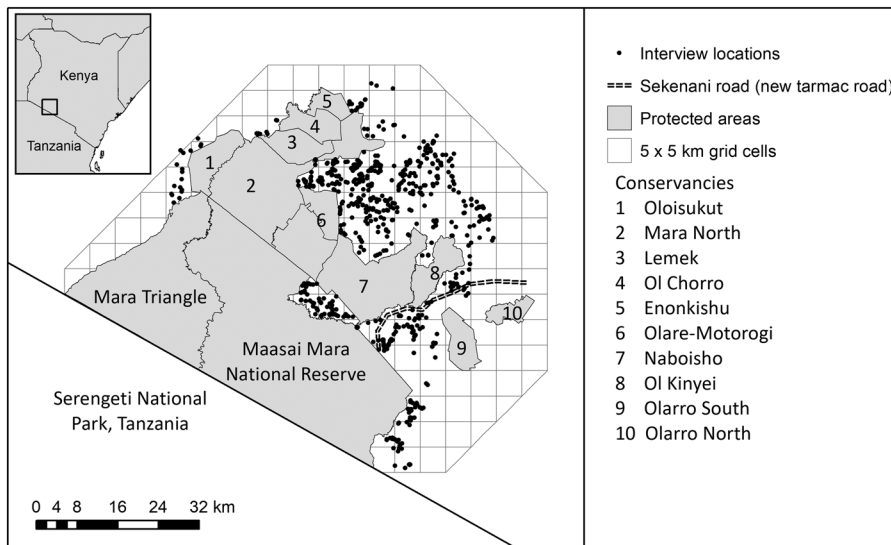 Kenya
Tanzania
5
4
3
1
2
6
7
8
9
10
Mara Triangle
Maasai Mara
National Reserve
Serengeti National
Park, Tanzania
0 4 8 16 24 32 km
Interview locations
Sekenani road (new tarmac road)
Protected areas
5 x 5 km grid cells
Conservancies
1 Oloisukut
2 Mara North
3 Lemek
4 Ol Chorro
5 Enonkishu
6 Olare-Motorogi
7 Naboisho
8 Ol Kinyei
9 Olarro South
10 Olarro North